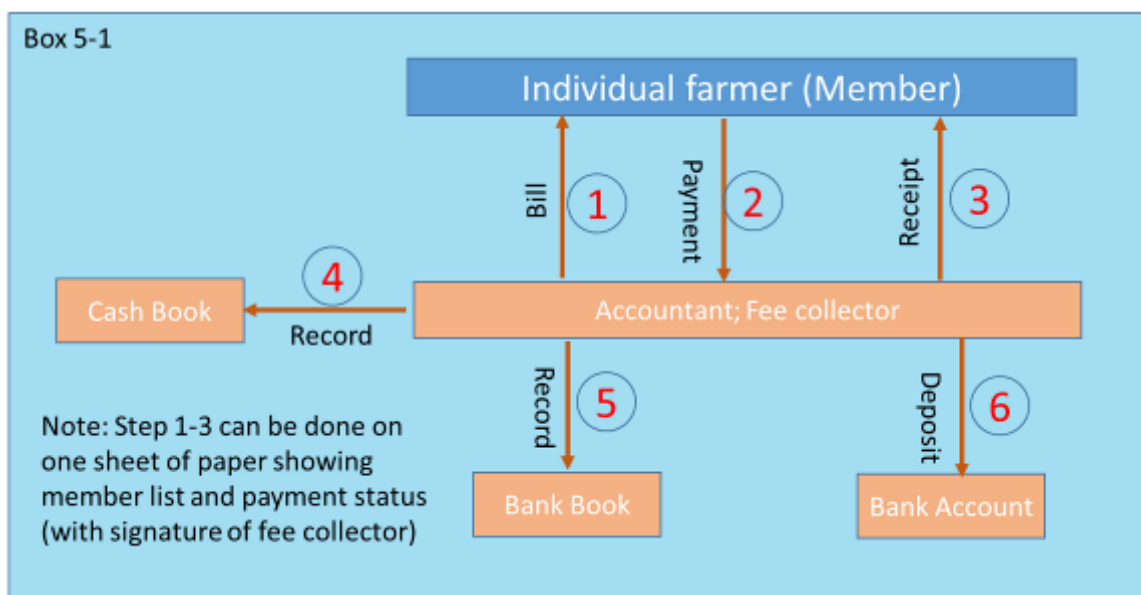 Box 5-1
Individual farmer (Member)
Bill
1
Payment
2
Receipt
3
4
Cash Book
Record
Accountant; Fee collector
Record
5
Deposit
6
Note: Step 1-3 can be done on
one sheet of paper showing
member list and payment status
(with signature of fee collector)
Bank Book
Bank Account